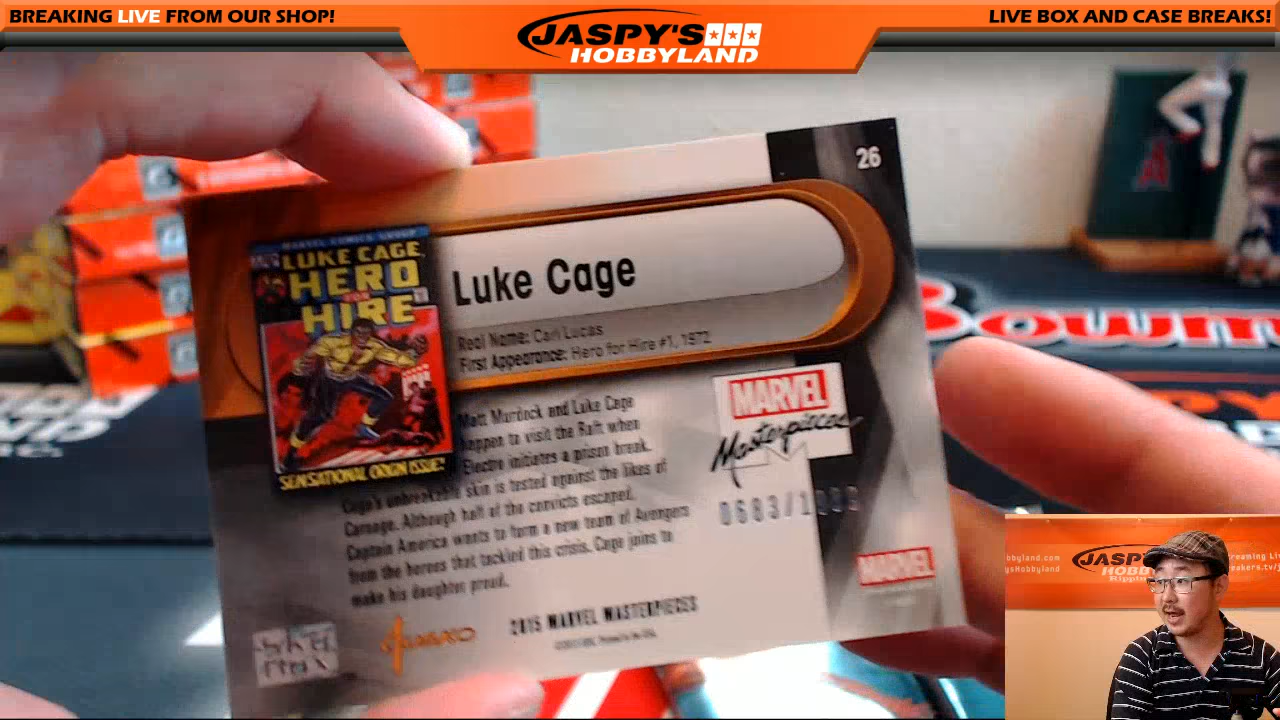 BREAKING LIVE FROM OUR SHOP!
JASPY'S
HOBBYLAND
LIVE BOX AND CASE BREAKS!
26
MARVEL COMICS GROUP
LUKE CAGE,
HERO
FOR
HIRE
SENSATIONAL ORIGIN ISSUE!
Luke Cage
Real Name: Carl Lucas
First Appearance: Hero for Hire #1, 1972
Matt Murdock and Luke Cage
happen to visit the Raft when
Electro initiates a prison break.
Cage's unbreakable skin is tested against the likes of
Carnage. Although half of the convicts escaped,
Captain America wants to form a new team of Avengers
from the heroes that tackled this crisis. Cage joins to
make his daughter proud.
MARVEL
Masterpieces
0683/1
MARVEL
2015 MARVEL MASTERPIECES
Bowm
JASPY
HOBBY